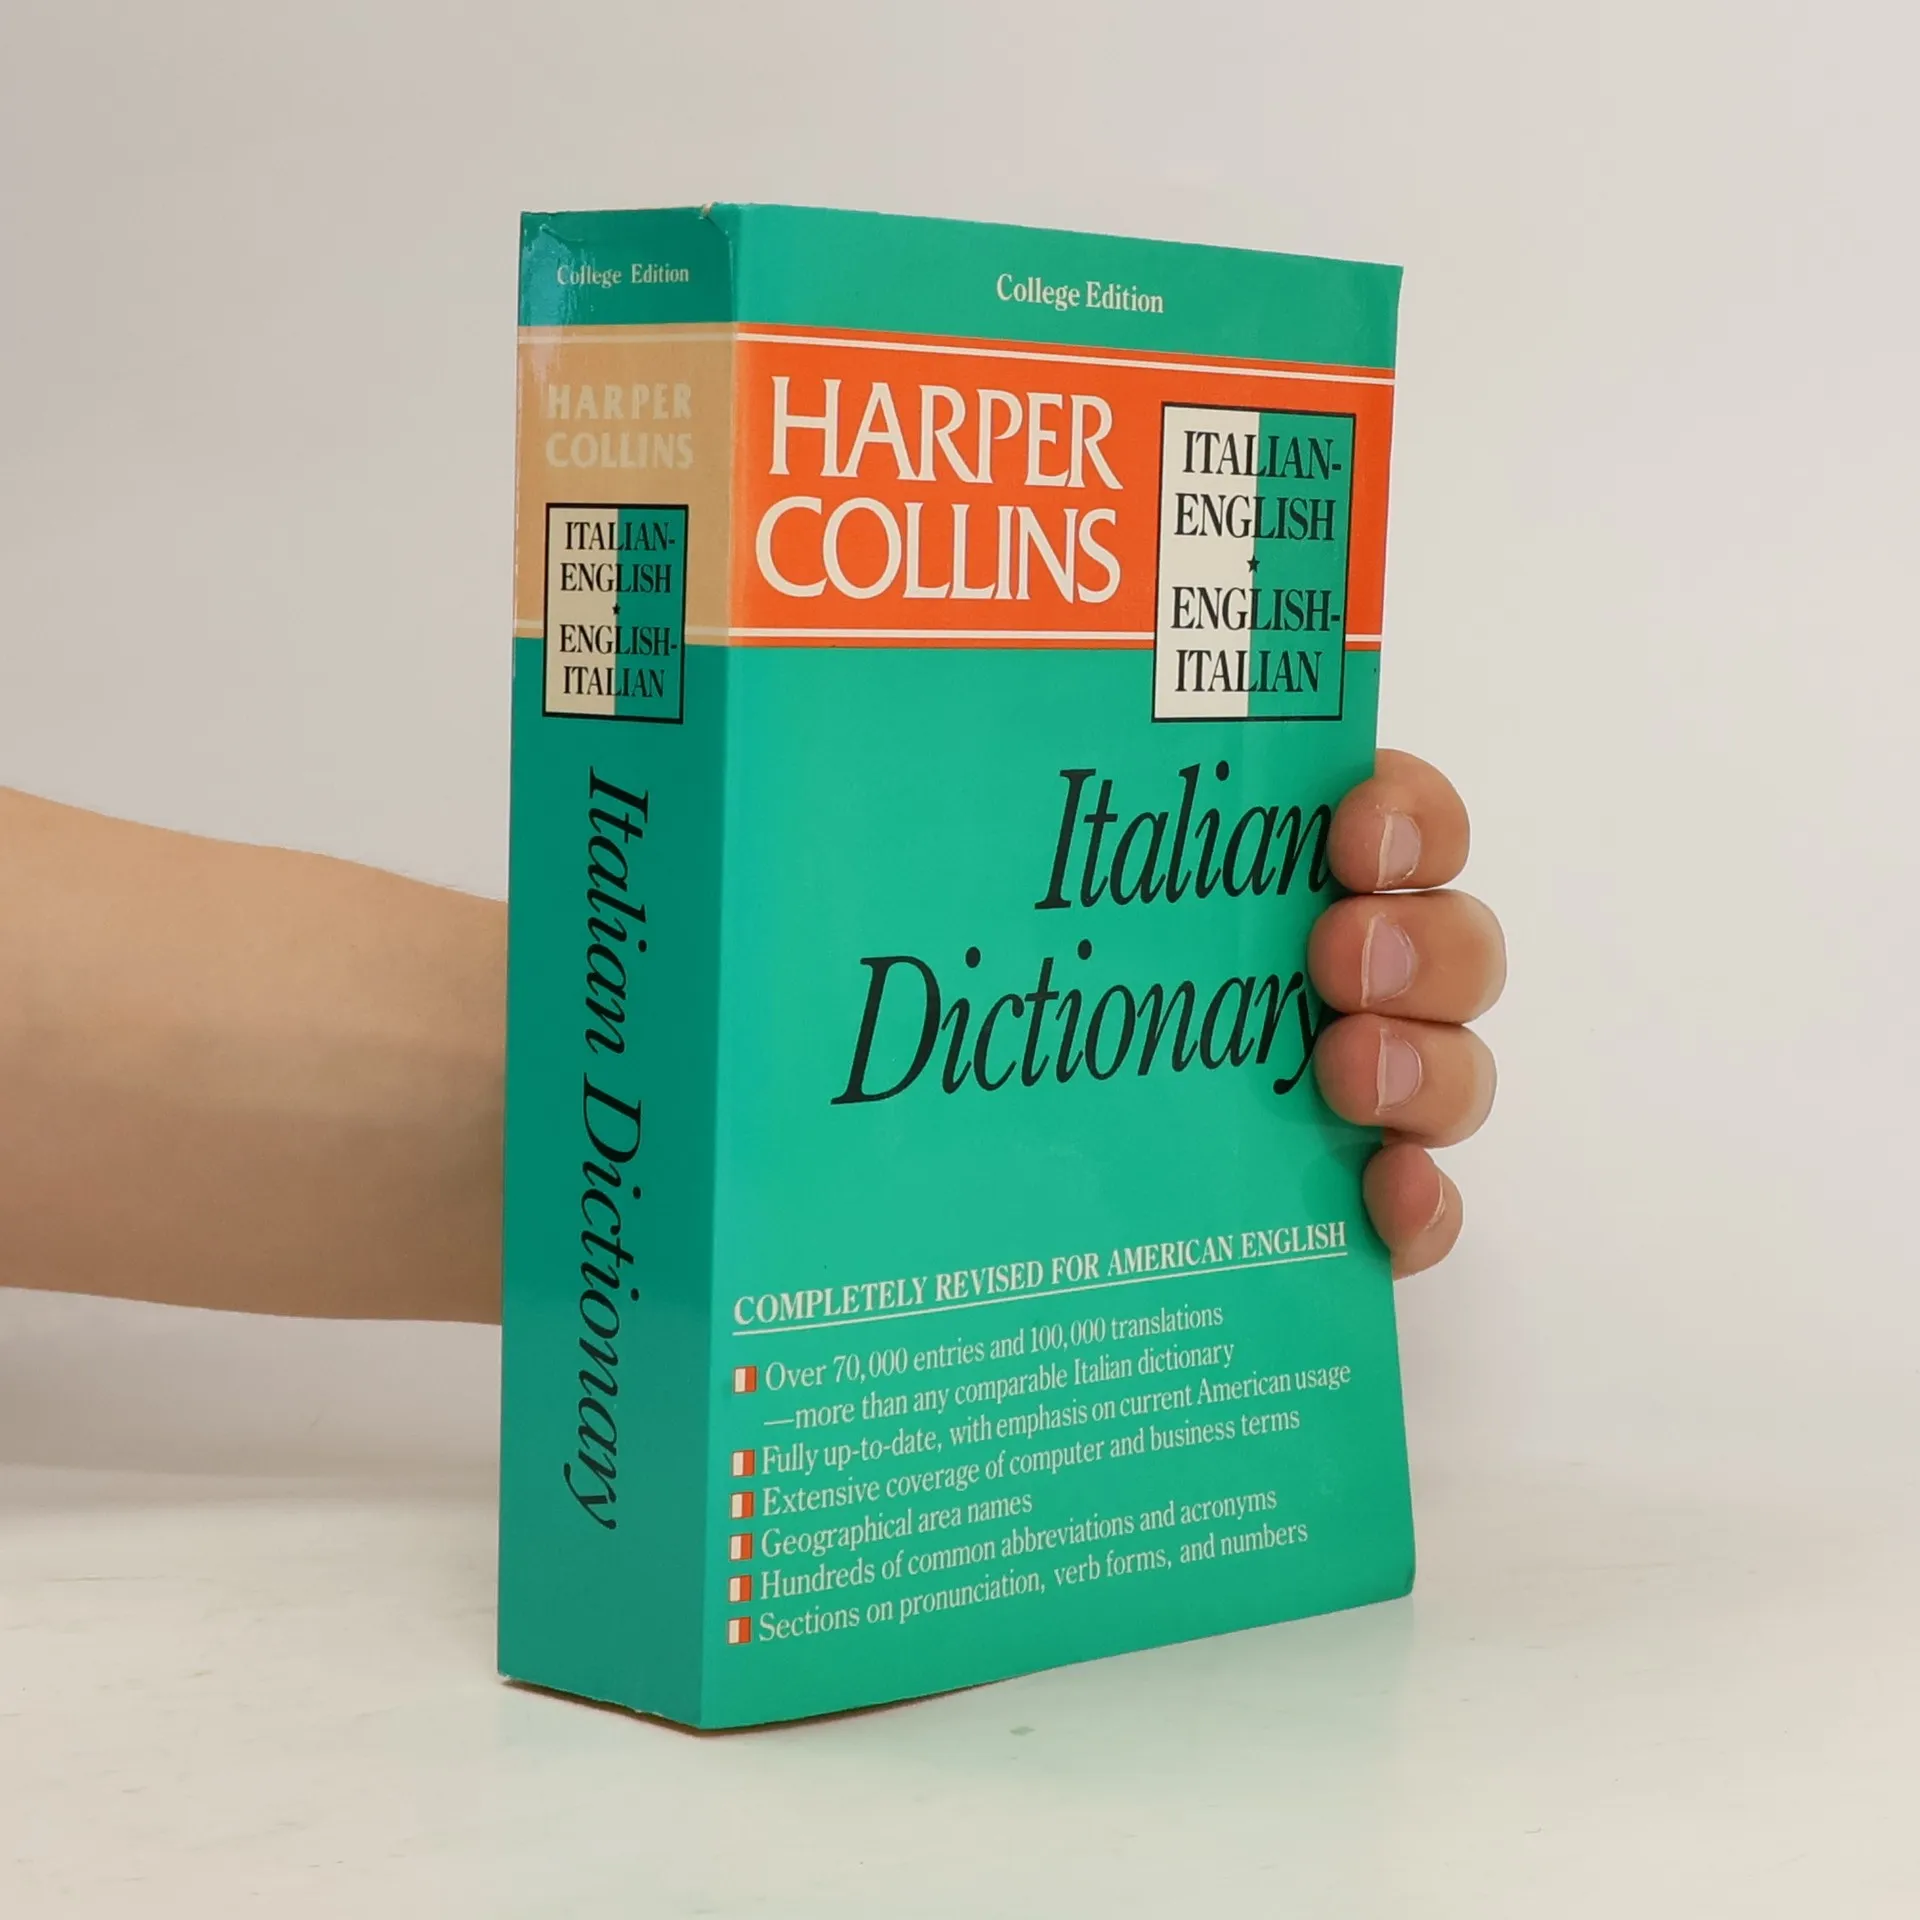 College Edition
HARPER
COLLINS
ITALIAN-
ENGLISH
ENGLISH-
ITALIAN
Italian Dictionary
College Edition
HARPER
COLLINS
ITALIAN-
ENGLISH
ENGLISH-
ITALIAN
Italian
Dictionary
COMPLETELY REVISED FOR AMERICAN ENGLISH
Over 70,000 entries and 100,000 translations
—more than any comparable Italian dictionary
Fully up-to-date, with emphasis on current American usage
Extensive coverage of computer and business terms
Geographical area names
Hundreds of common abbreviations and acronyms
Sections on pronunciation, verb forms, and numbers